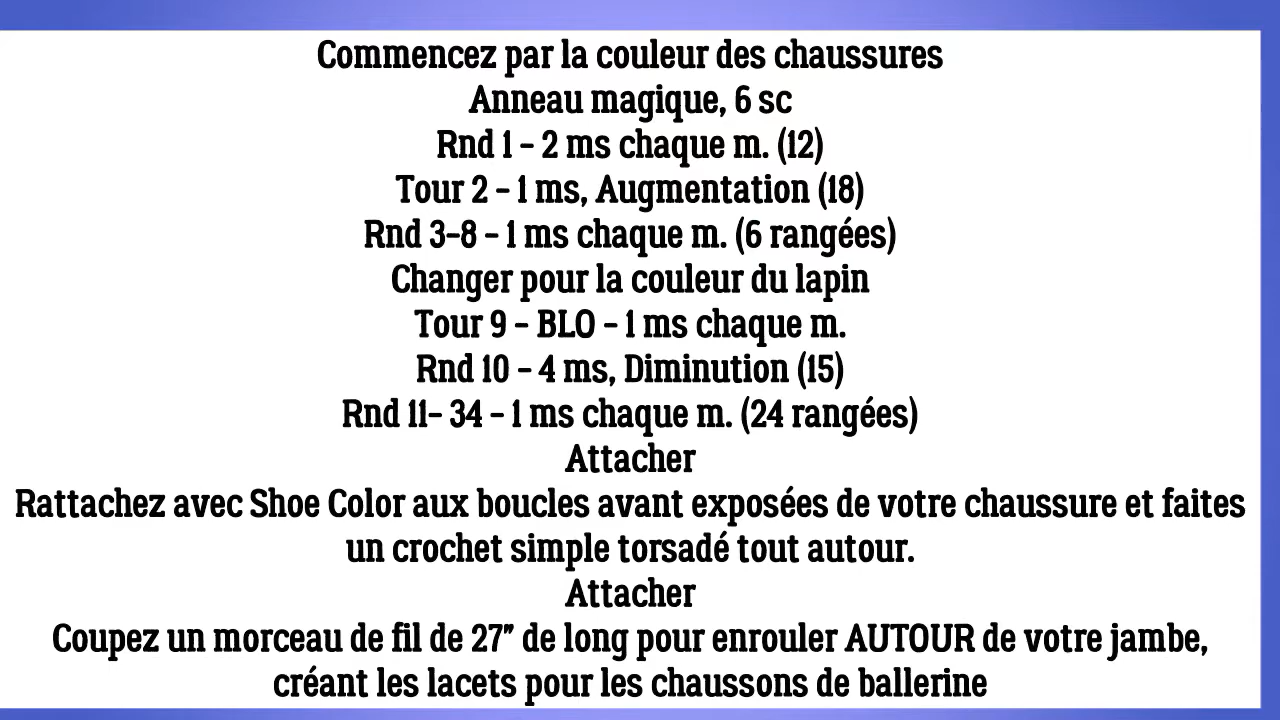 Commencez par la couleur des chaussures
Anneau magique, 6 sc
Rnd 1 - 2 ms chaque m. (12)
Tour 2 - 1 ms, Augmentation (18)
Rnd 3-8 - 1 ms chaque m. (6 rangées)
Changer pour la couleur du lapin
Tour 9 - BLO - 1 ms chaque m.
Rnd 10 - 4 ms, Diminution (15)
Rnd 11- 34 - 1 ms chaque m. (24 rangées)
Attacher
Rattachez avec Shoe Color aux boucles avant exposées de votre chaussure et faites
un crochet simple torsadé tout autour.
Attacher
Coupez un morceau de fil de 27" de long pour enrouler AUTOUR de votre jambe,
créant les lacets pour les chaussons de ballerine